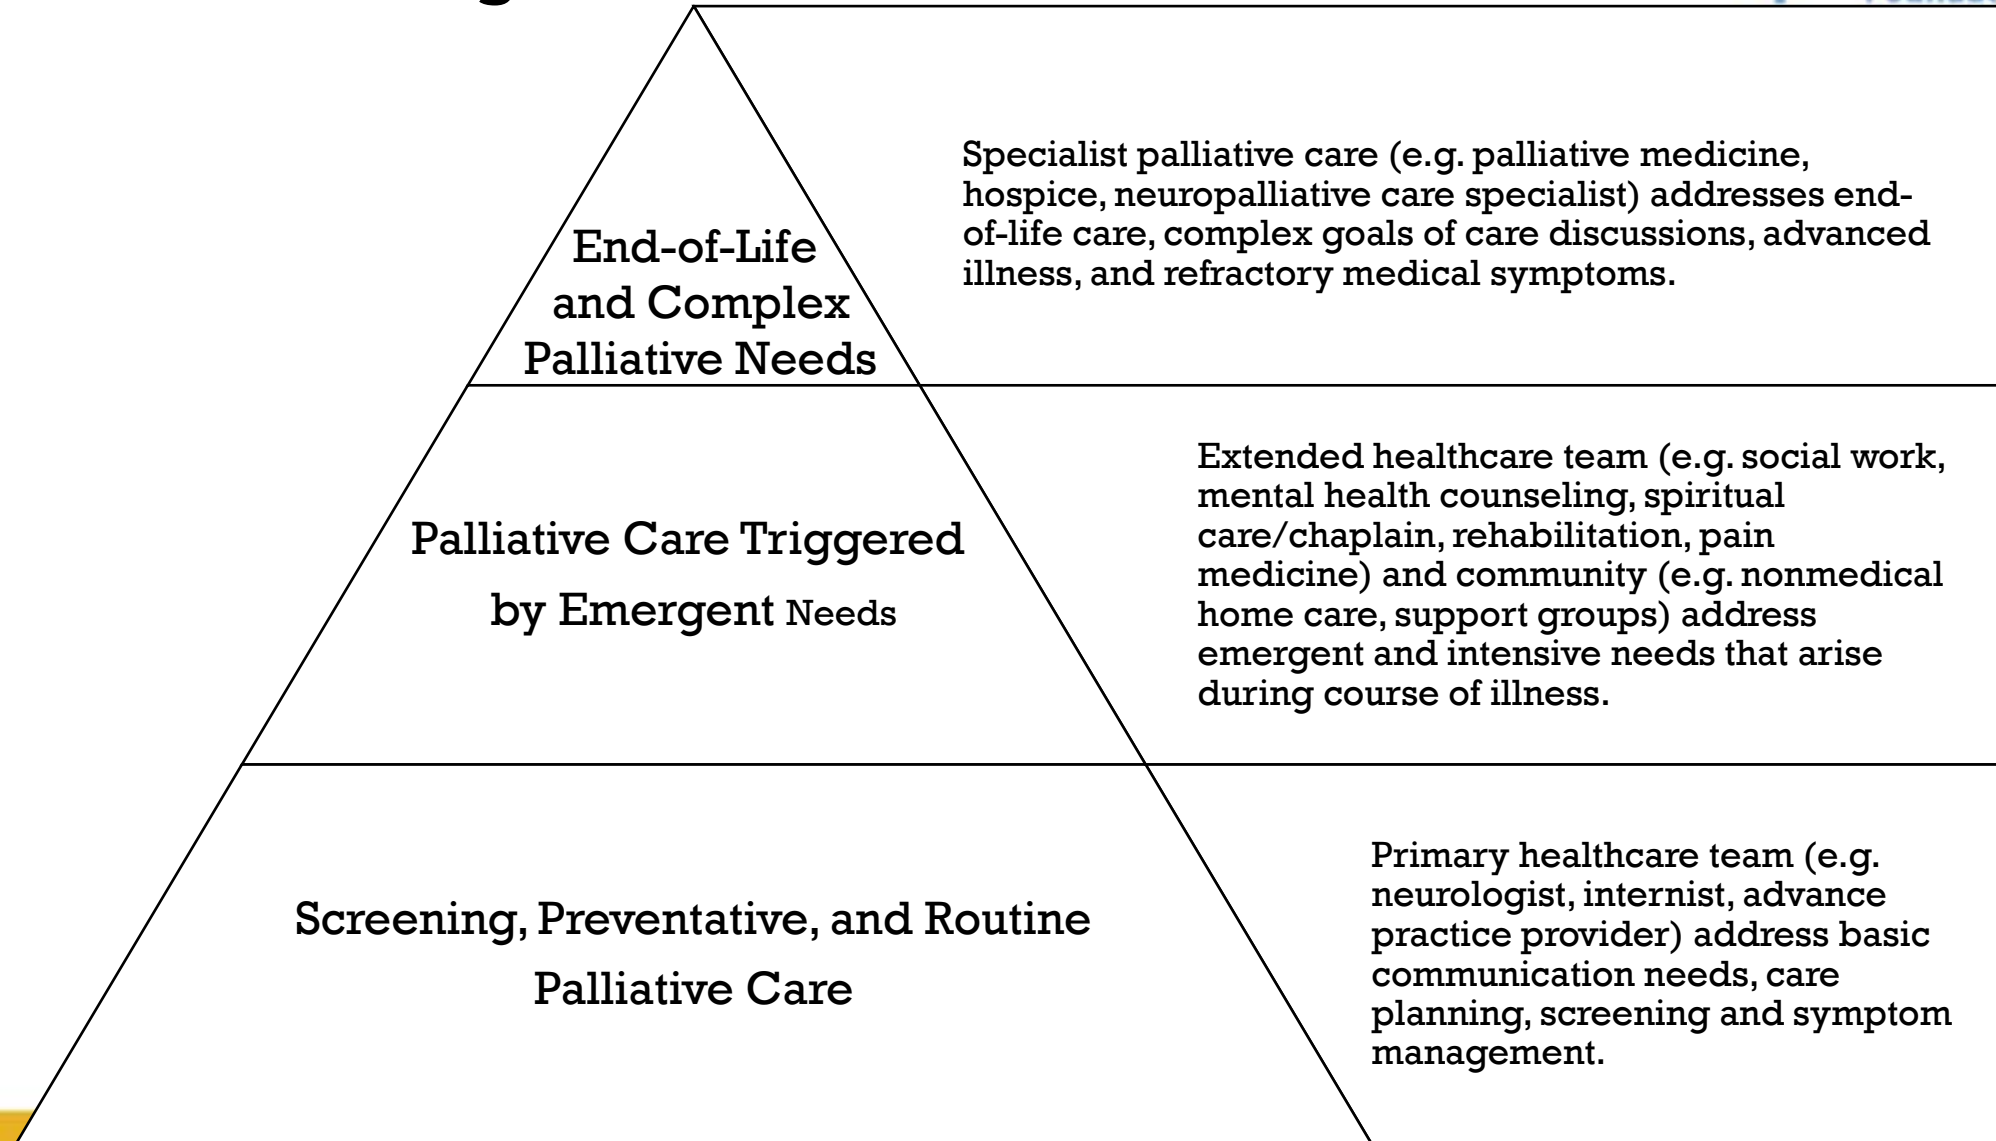 End-of-Life
and Complex
Palliative Needs
Specialist palliative care (e.g. palliative medicine,
hospice, neuropalliative care specialist) addresses end-
of-life care, complex goals of care discussions, advanced
illness, and refractory medical symptoms.
Palliative Care Triggered
by Emergent Needs
Extended healthcare team (e.g. social work,
mental health counseling, spiritual
care/chaplain, rehabilitation, pain
medicine) and community (e.g. nonmedical
home care, support groups) address
emergent and intensive needs that arise
during course of illness.
Screening, Preventative, and Routine
Palliative Care
Primary healthcare team (e.g.
neurologist, internist, advance
practice provider) address basic
communication needs, care
planning, screening and symptom
management.